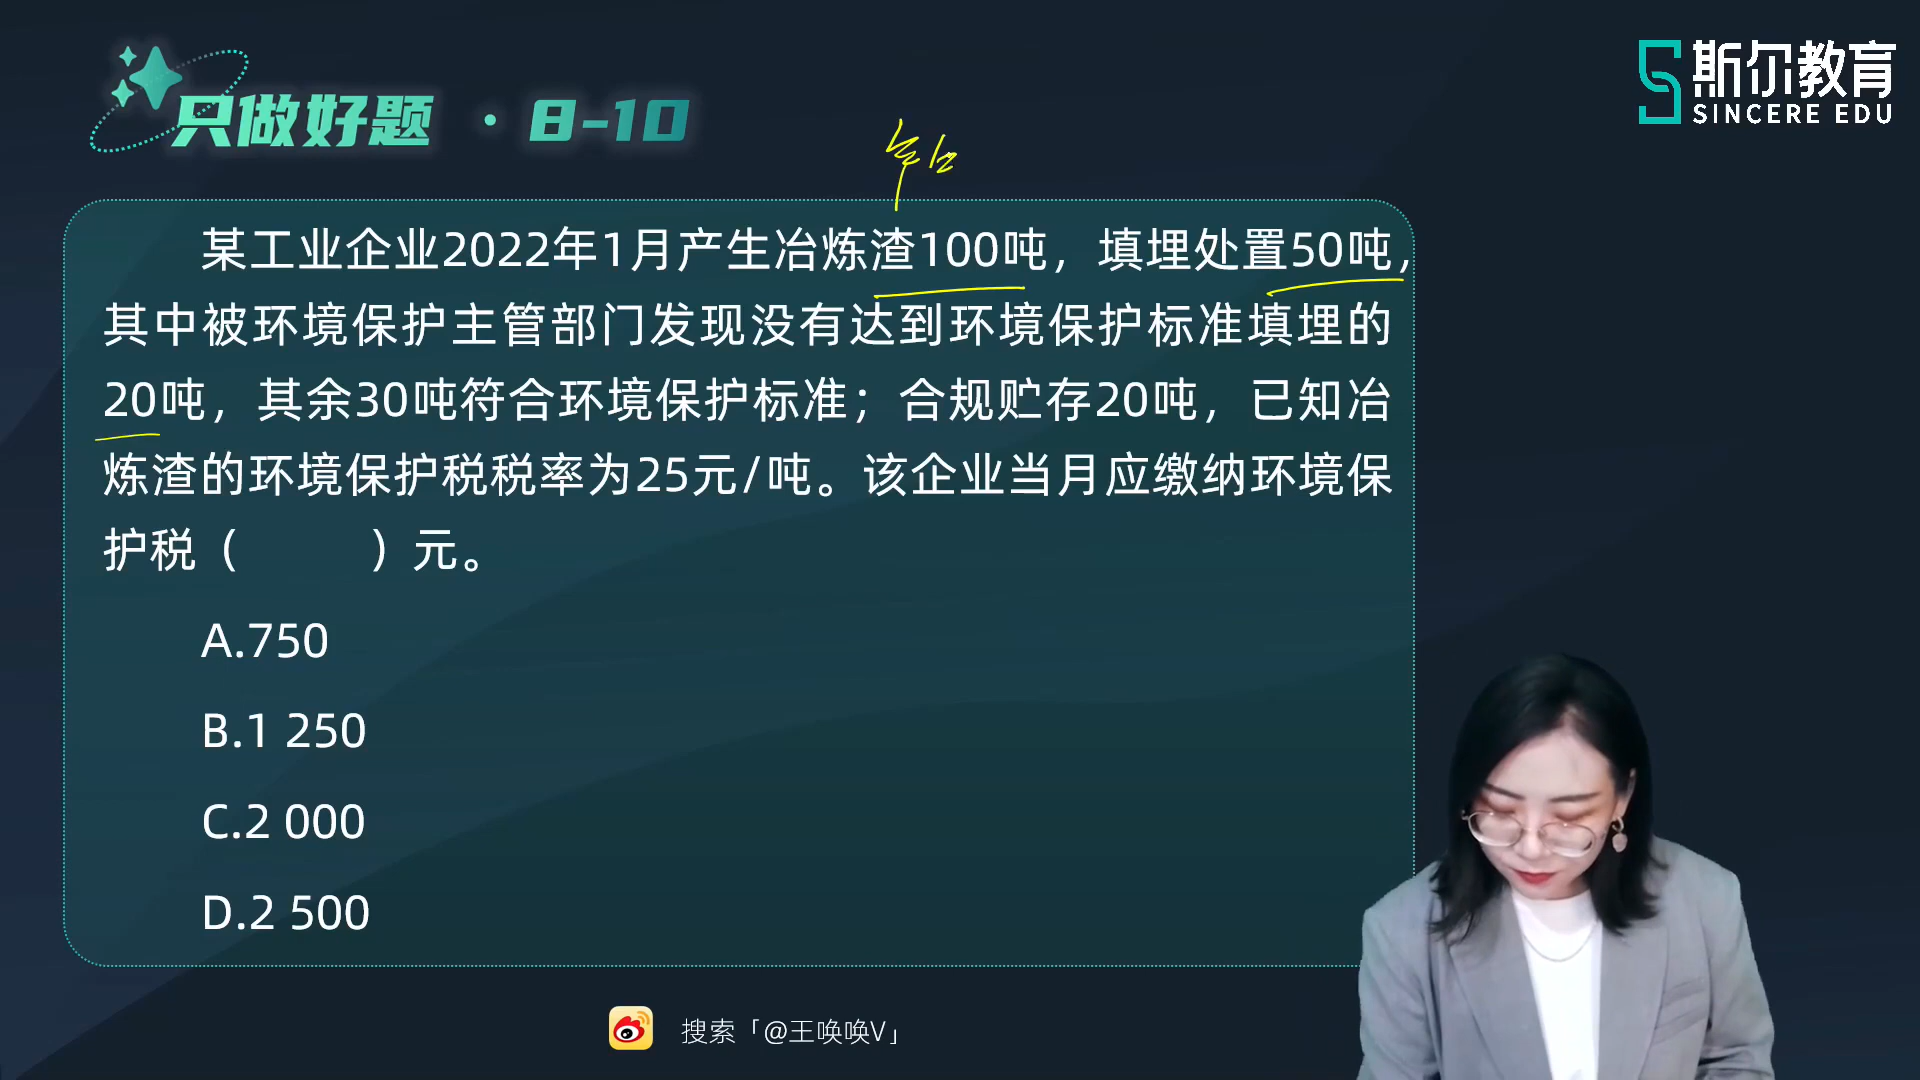 只做好题 · 8-10
斯尔教育
SINCERE EDU
某工业企业2022年1月产生冶炼渣100吨，填埋处置50吨，
其中被环境保护主管部门发现没有达到环境保护标准填埋的
20吨，其余30吨符合环境保护标准；合规贮存20吨，已知冶
炼渣的环境保护税税率为25元/吨。该企业当月应缴纳环境保
护税（ ）元。
A.750
B.1 250
C.2 000
D.2 500
搜索「@王唤唤V」